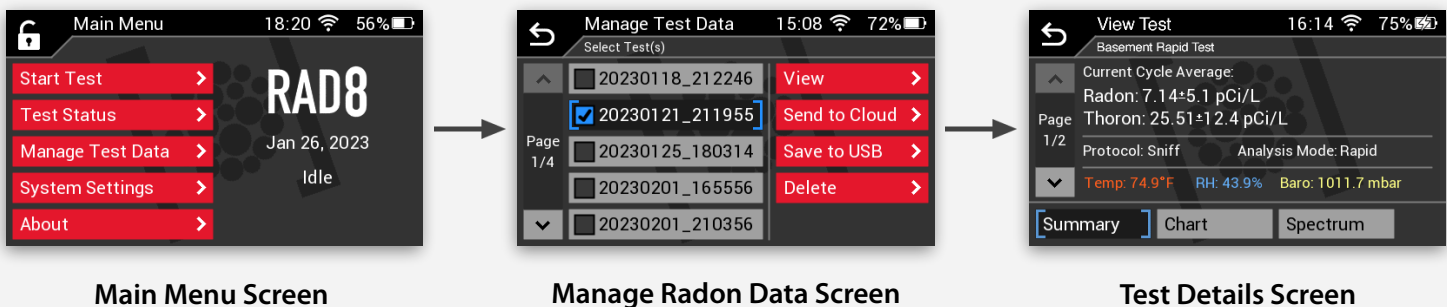 Main Menu 18:20 56%
Start Test
Test Status
Manage Test Data
System Settings
About
RAD8
Jan 26, 2023
Idle
Main Menu Screen
Manage Test Data 15:08 72%
Select Test(s)
Page
1/4
20230118_212246
20230121_211955
20230125_180314
20230201_165556
20230201_210356
View
Send to Cloud
Save to USB
Delete
Manage Radon Data Screen
View Test 16:14 75%
Basement Rapid Test
Page
1/2
Current Cycle Average:
Radon: 7.14±5.1 pCi/L
Thoron: 25.51±12.4 pCi/L
Protocol: Sniff Analysis Mode: Rapid
Temp: 74.9°F RH: 43.9% Baro: 1011.7 mbar
Summary Chart Spectrum
Test Details Screen